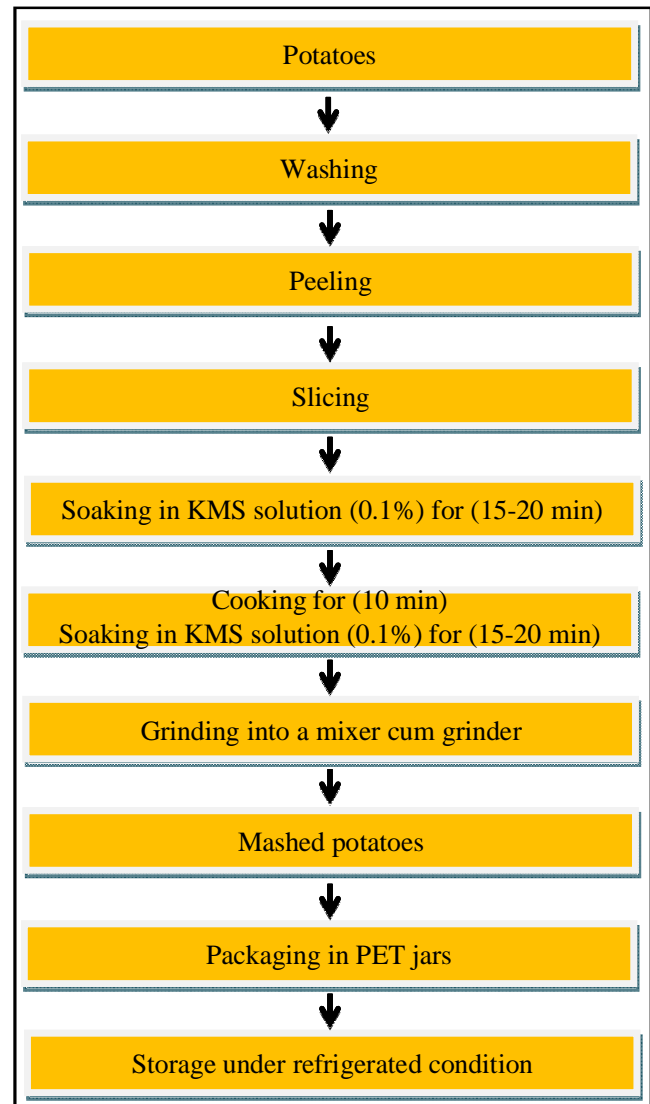 Potatoes
Washing
Peeling
Slicing
Soaking in KMS solution (0.1%) for (15-20 min)
Cooking for (10 min)
Soaking in KMS solution (0.1%) for (15-20 min)
Grinding into a mixer cum grinder
Mashed potatoes
Packaging in PET jars
Storage under refrigerated condition